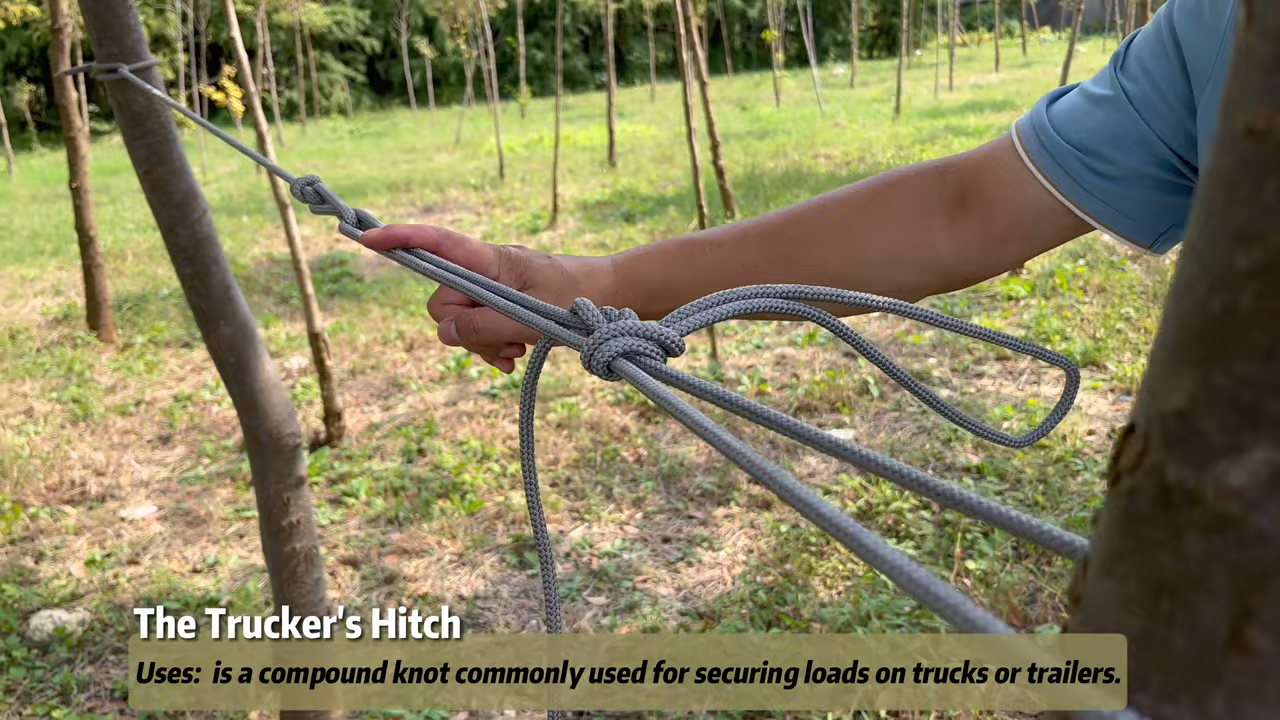 The Trucker's Hitch
Uses:  is a compound knot commonly used for securing loads on trucks or trailers.